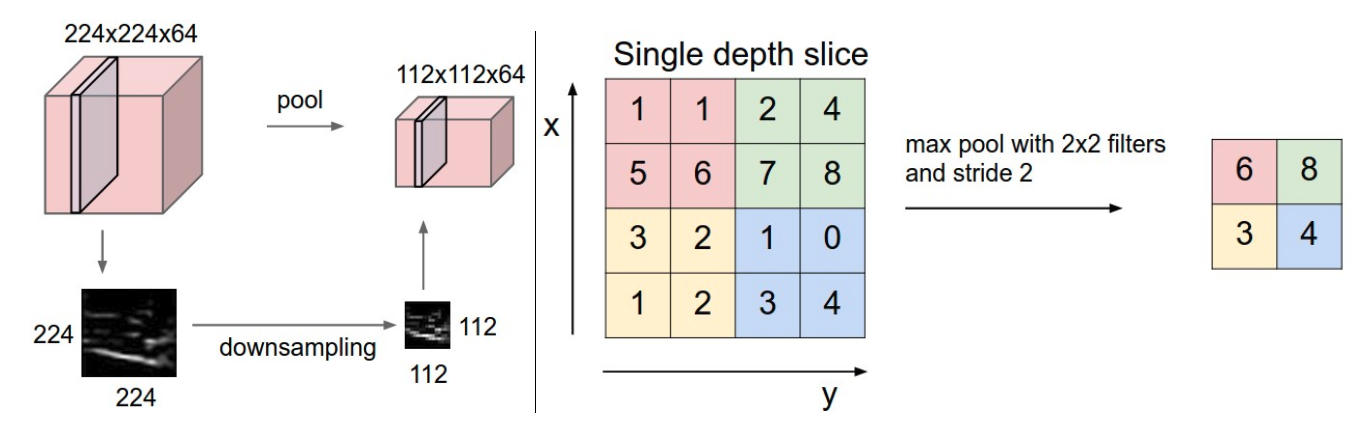 224x224x64
pool
112x112x64
224
224
downsampling
112
112
Single depth slice
x
1 1 2 4
5 6 7 8
3 2 1 0
1 2 3 4
y
max pool with 2x2 filters
and stride 2
6 8
3 4